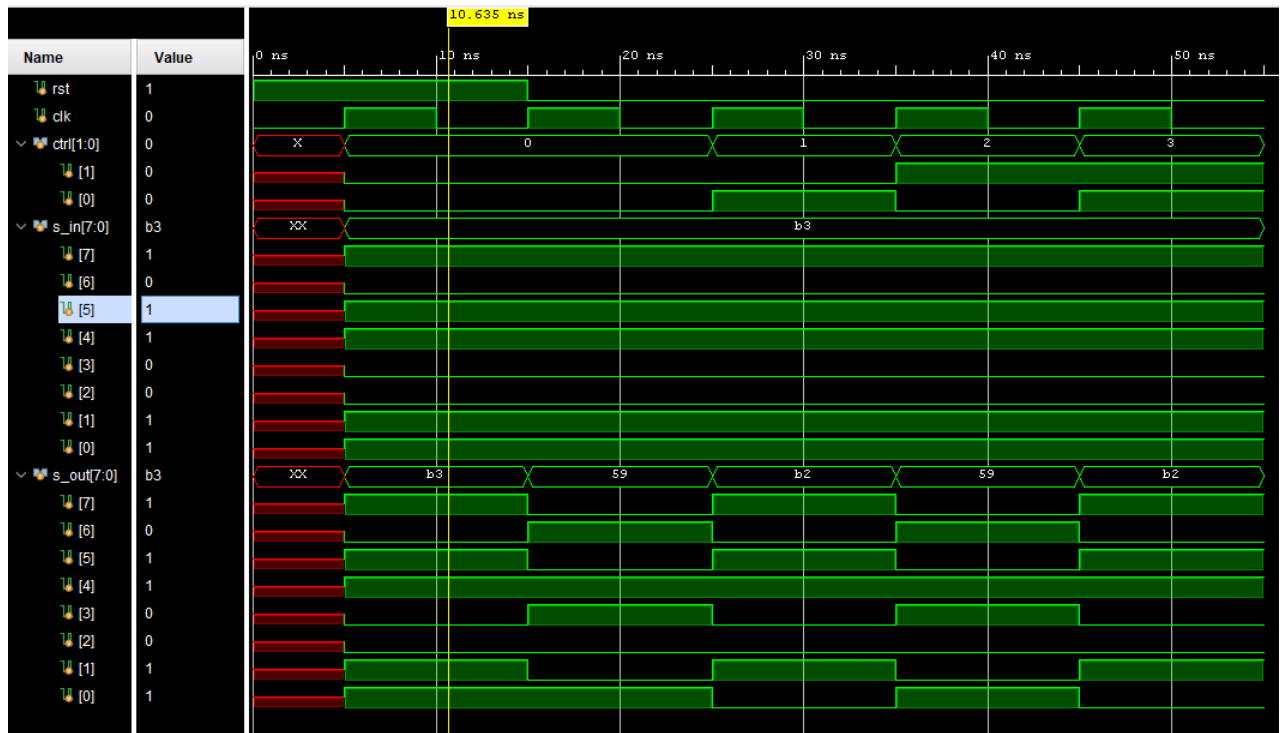 10.635 ns
Name Value 0 ns 10 ns 20 ns 30 ns 40 ns 50 ns
rst 1
clk 0
ctrl[1:0] 0 X 0 1 2 3
[1] 0
[0] 0
s_in[7:0] b3 XX b3
[7] 1
[6] 0
[5] 1
[4] 1
[3] 0
[2] 0
[1] 1
[0] 1
s_out[7:0] b3 XX b3 59 b2 59 b2
[7] 1
[6] 0
[5] 1
[4] 1
[3] 0
[2] 0
[1] 1
[0] 1